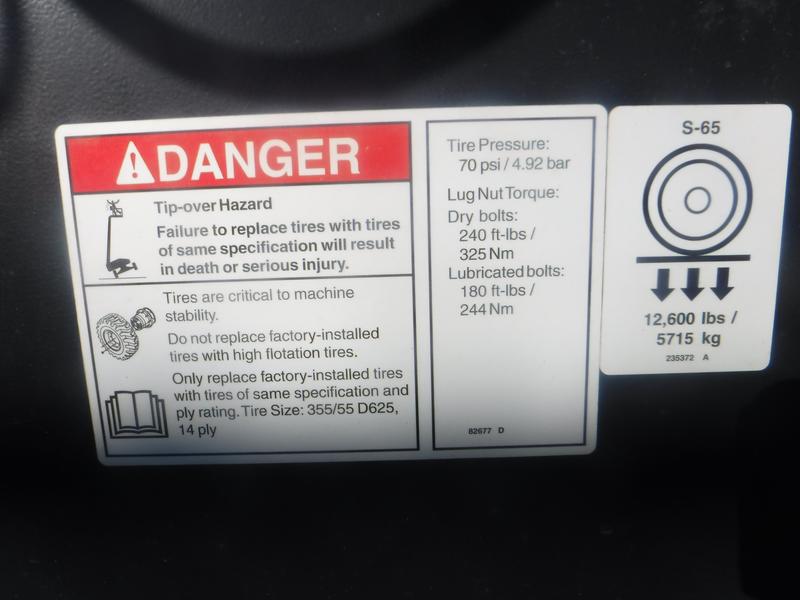 DANGER
Tip-over Hazard
Failure to replace tires with tires
of same specification will result
in death or serious injury.
Tires are critical to machine
stability.
Do not replace factory-installed
tires with high flotation tires.
Only replace factory-installed tires
with tires of same specification and
ply rating. Tire Size: 355/55 D625,
14 ply
Tire Pressure:
70 psi / 4.92 bar
Lug Nut Torque:
Dry bolts:
240 ft-lbs /
325 Nm
Lubricated bolts:
180 ft-lbs /
244 Nm
82677 D
S-65
12,600 lbs /
5715 kg
235372 A